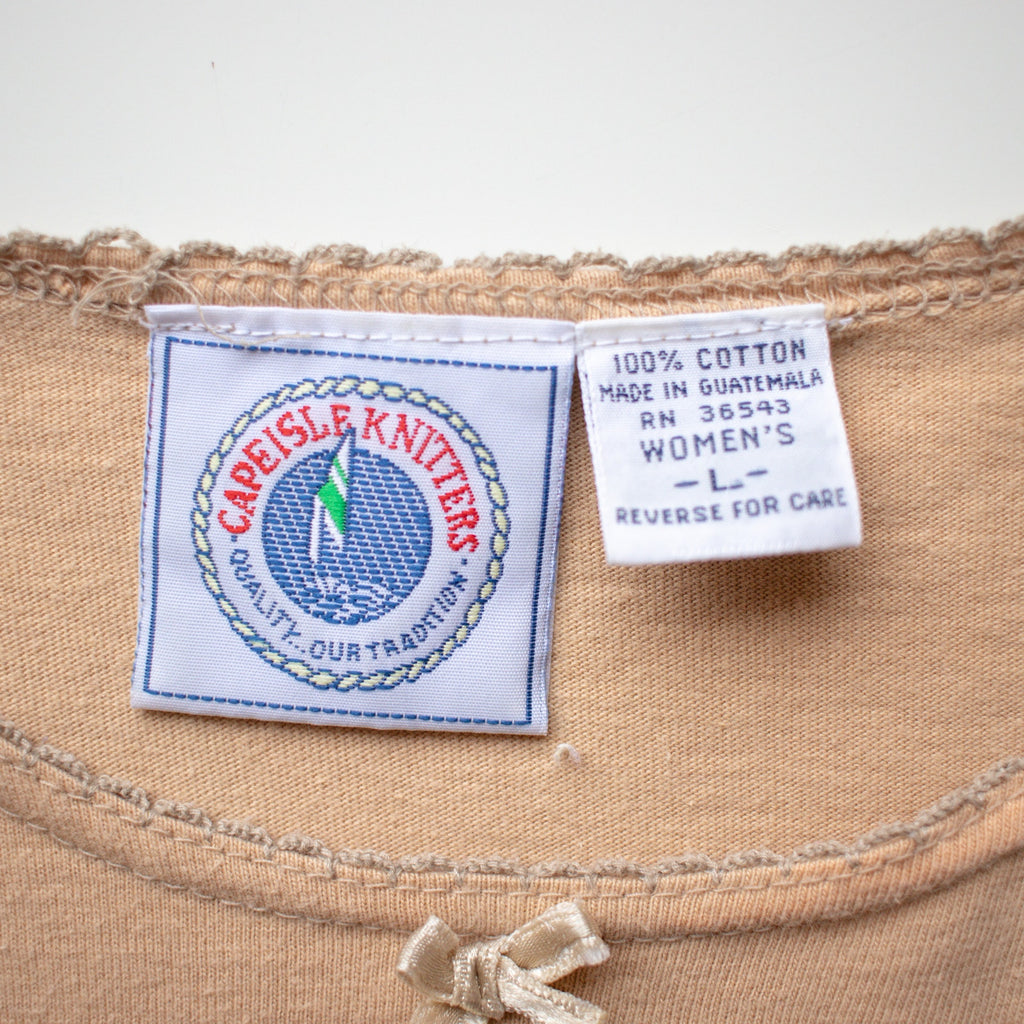 CAPEISLE KNITTERS
· QUALITY...OUR TRADITION ·
100% COTTON
MADE IN GUATEMALA
RN 36543
WOMEN'S
– L –
REVERSE FOR CARE